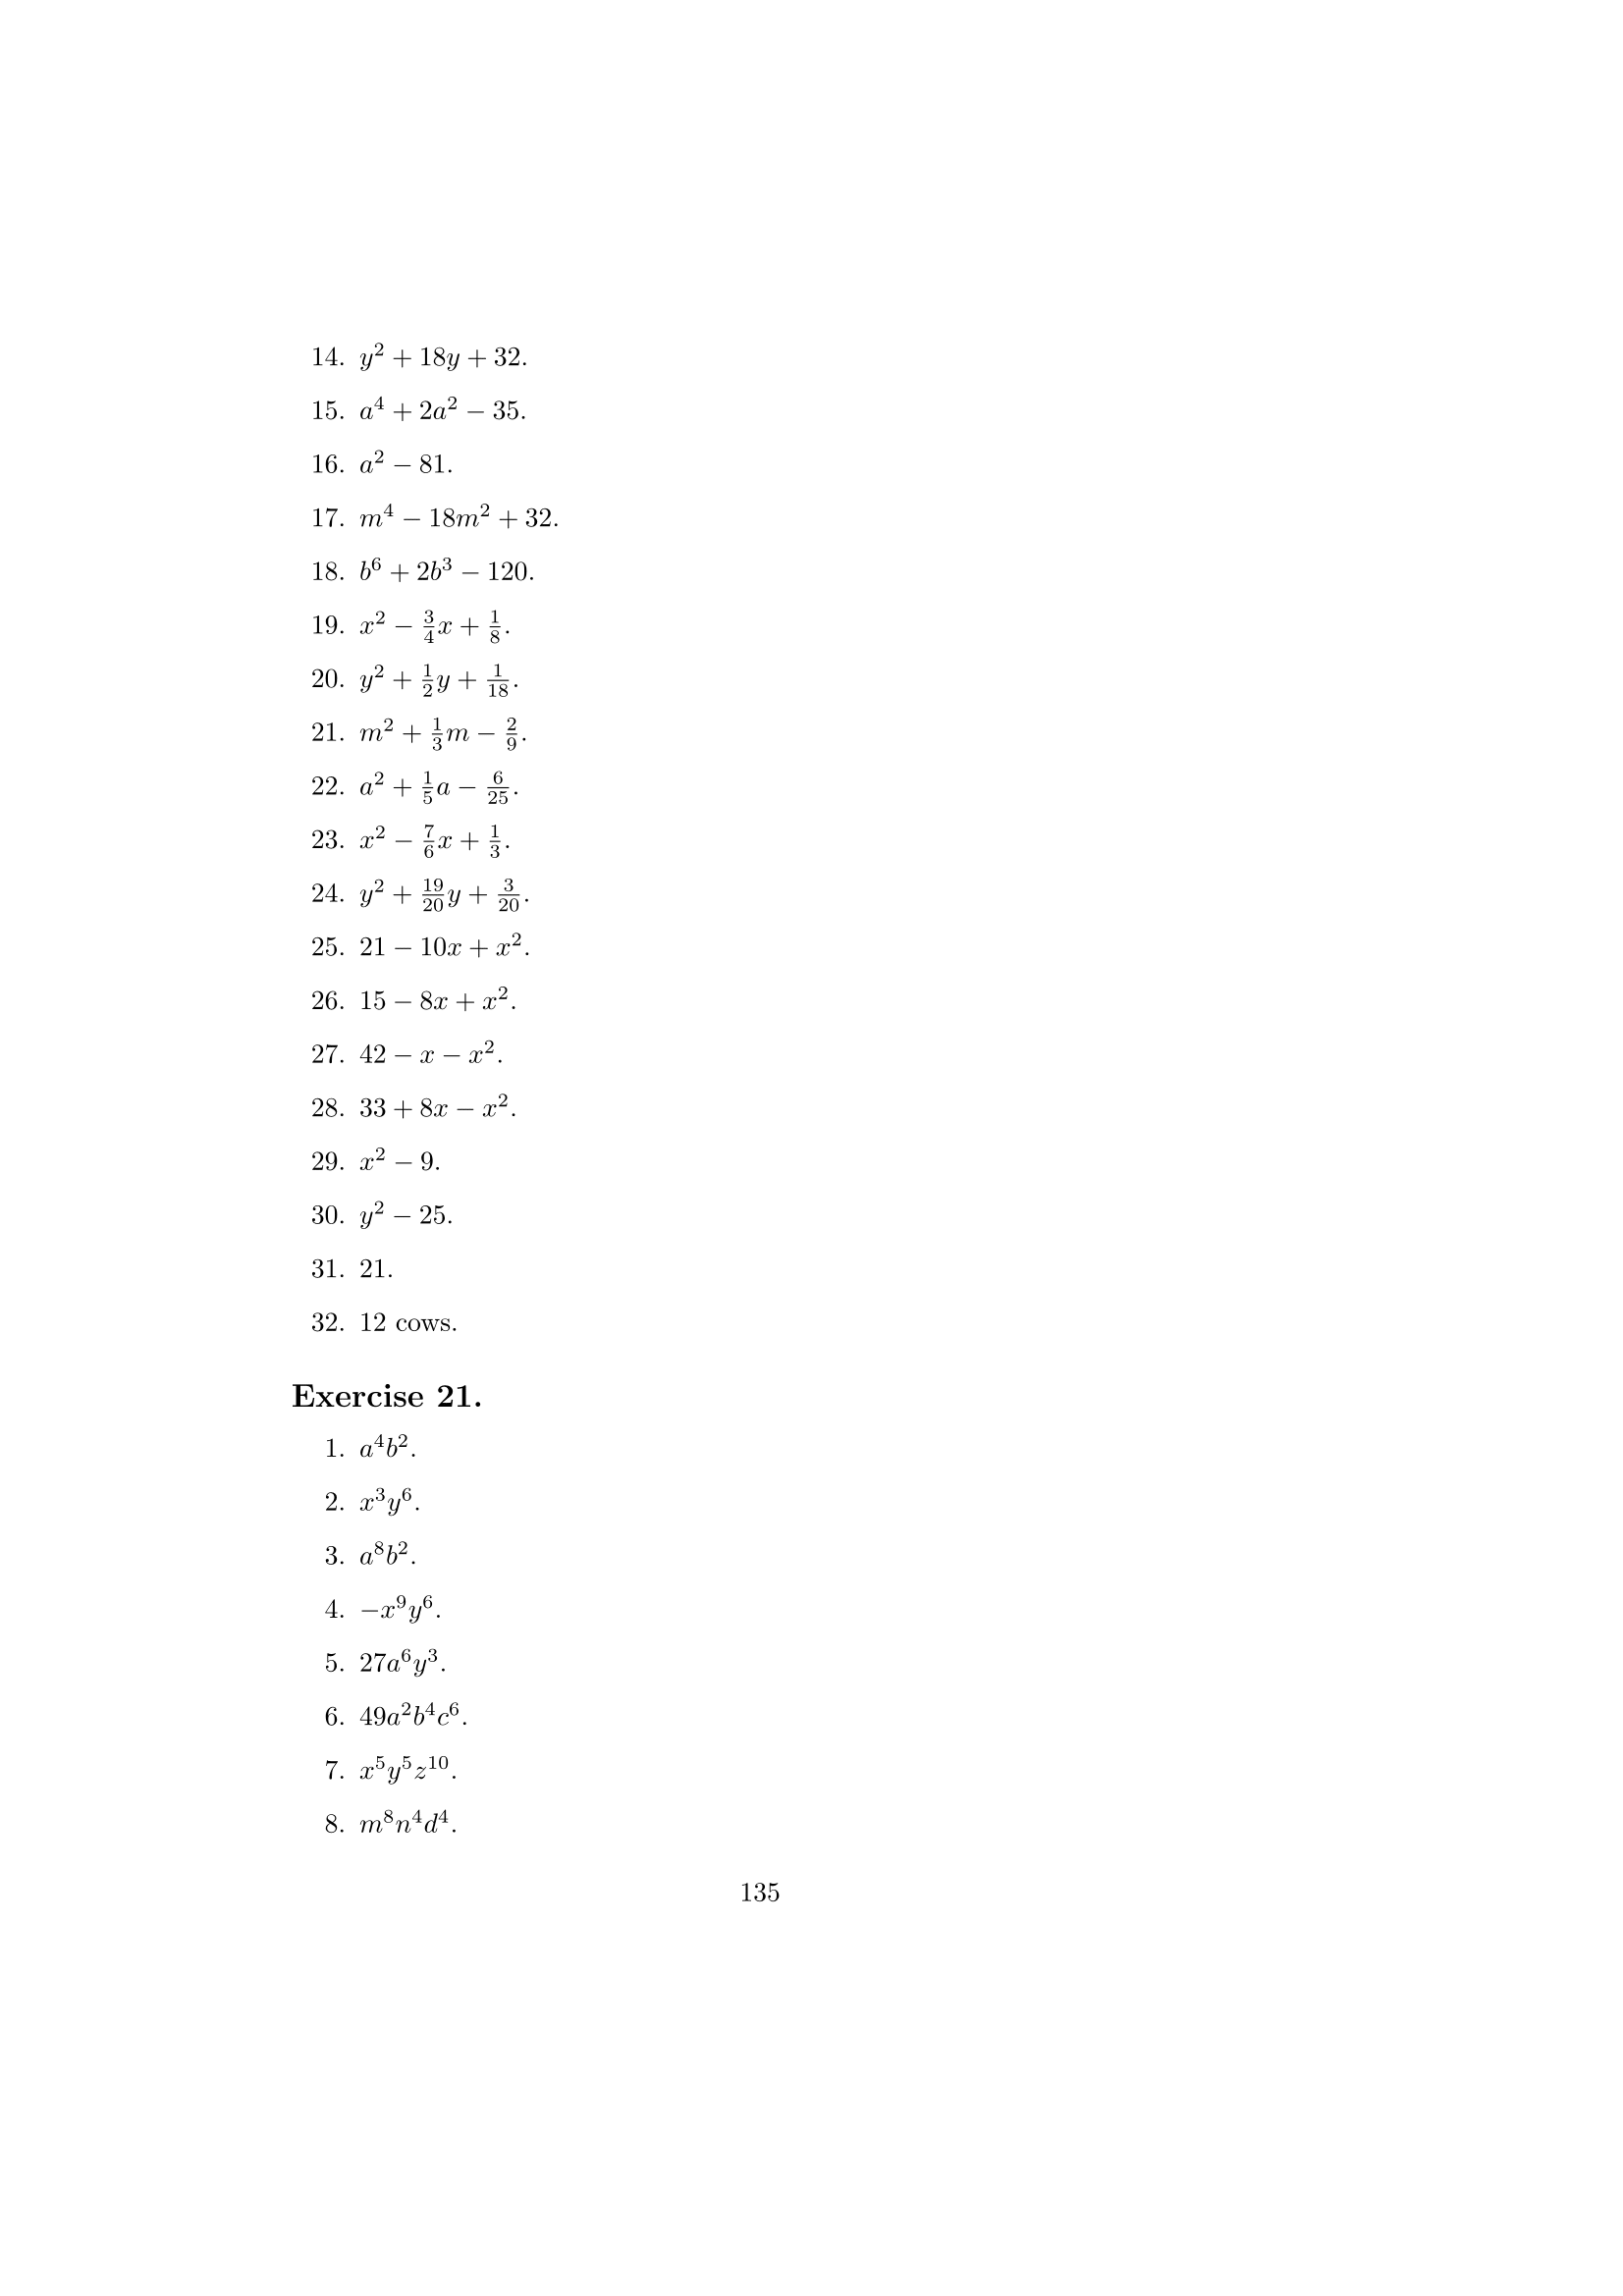 14. $y^2 + 18y + 32$.
15. $a^4 + 2a^2 - 35$.
16. $a^2 - 81$.
17. $m^4 - 18m^2 + 32$.
18. $b^6 + 2b^3 - 120$.
19. $x^2 - \frac{3}{4}x + \frac{1}{8}$.
20. $y^2 + \frac{1}{2}y + \frac{1}{18}$.
21. $m^2 + \frac{1}{3}m - \frac{2}{9}$.
22. $a^2 + \frac{1}{5}a - \frac{6}{25}$.
23. $x^2 - \frac{7}{6}x + \frac{1}{3}$.
24. $y^2 + \frac{19}{20}y + \frac{3}{20}$.
25. $21 - 10x + x^2$.
26. $15 - 8x + x^2$.
27. $42 - x - x^2$.
28. $33 + 8x - x^2$.
29. $x^2 - 9$.
30. $y^2 - 25$.
31. 21.
32. 12 cows.
Exercise 21.
1. $a^4b^2$.
2. $x^3y^6$.
3. $a^8b^2$.
4. $-x^9y^6$.
5. $27a^6y^3$.
6. $49a^2b^4c^6$.
7. $x^5y^5z^{10}$.
8. $m^8n^4d^4$.
135